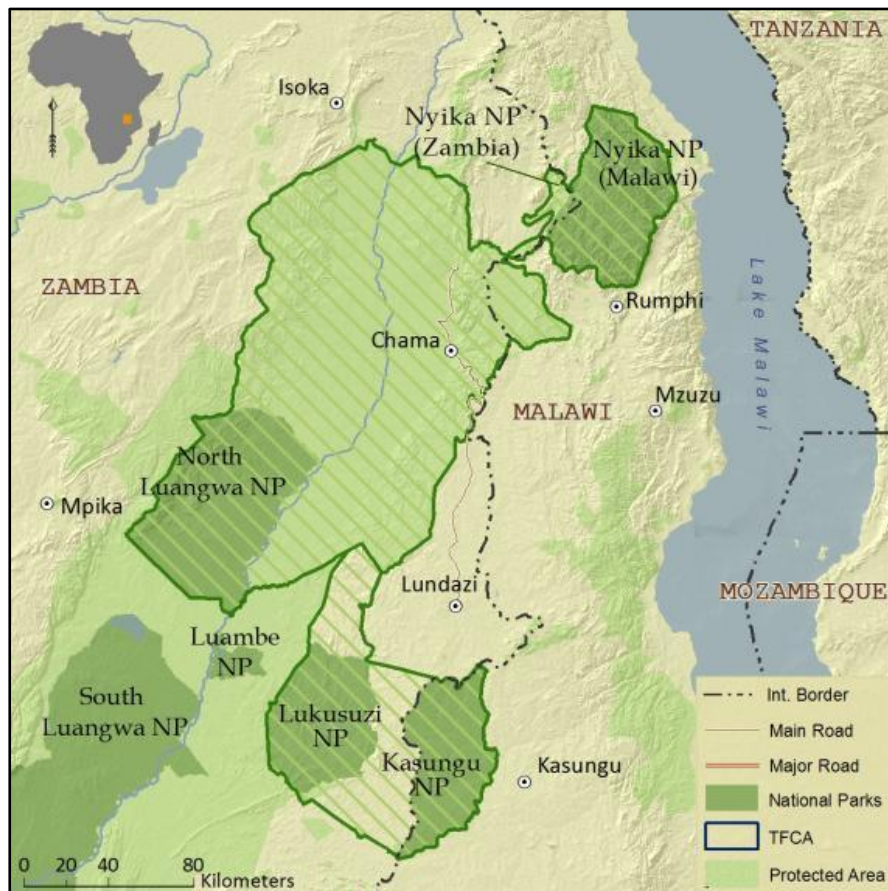 TANZANIA
Isoka
Nyika NP
(Zambia)
Nyika NP
(Malawi)
ZAMBIA
Lake Malawi
Rumphi
Chama
MALAWI
Mzuzu
North
Luangwa NP
Mpika
Lundazi
MOZAMBIQUE
Luambe
NP
South
Luangwa NP
Lukusuzi
NP
Kasungu
NP
Kasungu
Int. Border
Main Road
Major Road
National Parks
TFCA
Protected Area
0 20 40 80
Kilometers